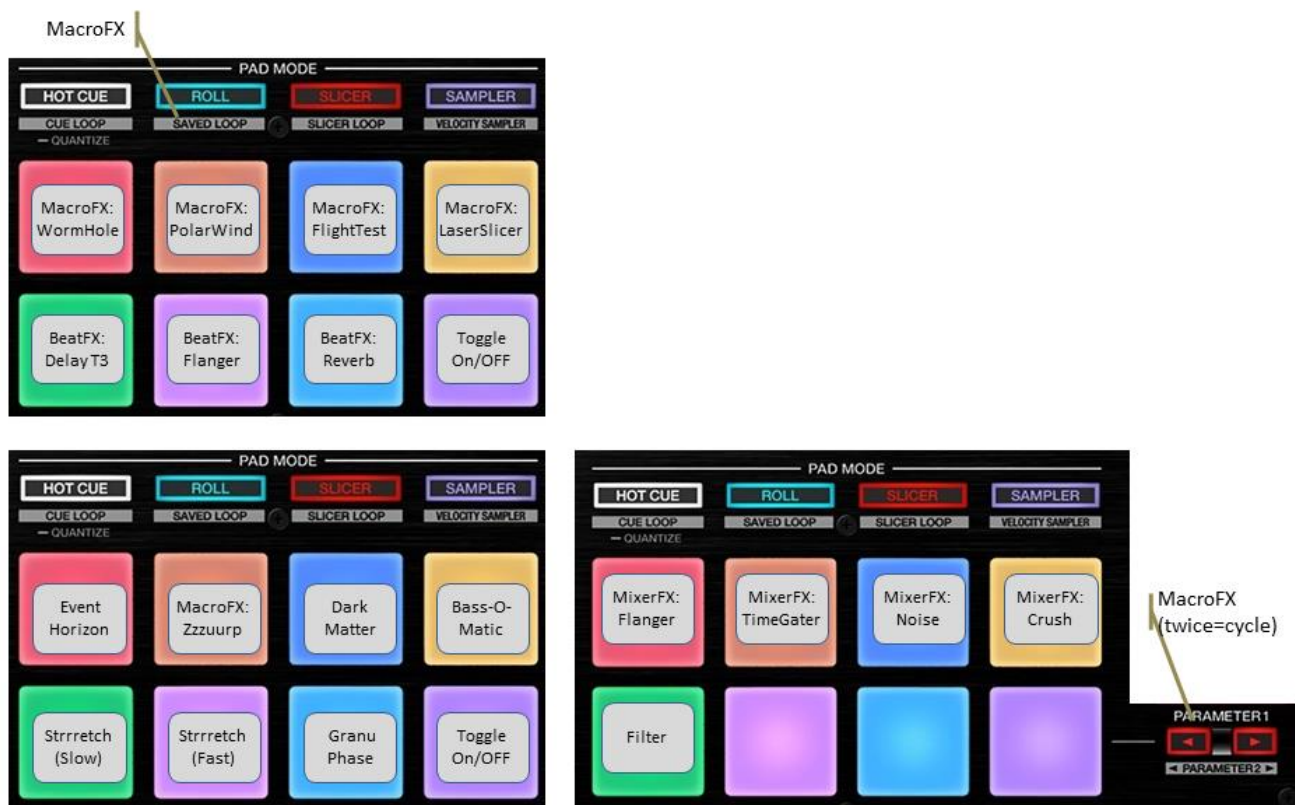 MacroFX
PAD MODE
HOT CUE ROLL SLICER SAMPLER
CUE LOOP SAVED LOOP SLICER LOOP VELOCITY SAMPLER
— QUANTIZE
MacroFX: MacroFX: MacroFX: MacroFX:
WormHole PolarWind FlightTest LaserSlicer
BeatFX: BeatFX: BeatFX: Toggle
Delay T3 Flanger Reverb On/OFF
PAD MODE
HOT CUE ROLL SLICER SAMPLER
CUE LOOP SAVED LOOP SLICER LOOP VELOCITY SAMPLER
— QUANTIZE
Event MacroFX: Dark Bass-O-
Horizon Zzzuurp Matter Matic
Strrretch Strrretch Granu Toggle
(Slow) (Fast) Phase On/OFF
PAD MODE
HOT CUE ROLL SLICER SAMPLER
CUE LOOP SAVED LOOP SLICER LOOP VELOCITY SAMPLER
— QUANTIZE
MixerFX: MixerFX: MixerFX: MixerFX:
Flanger TimeGater Noise Crush
Filter
MacroFX
(twice=cycle)
PARAMETER1
◄ ►
◄ PARAMETER2 ►